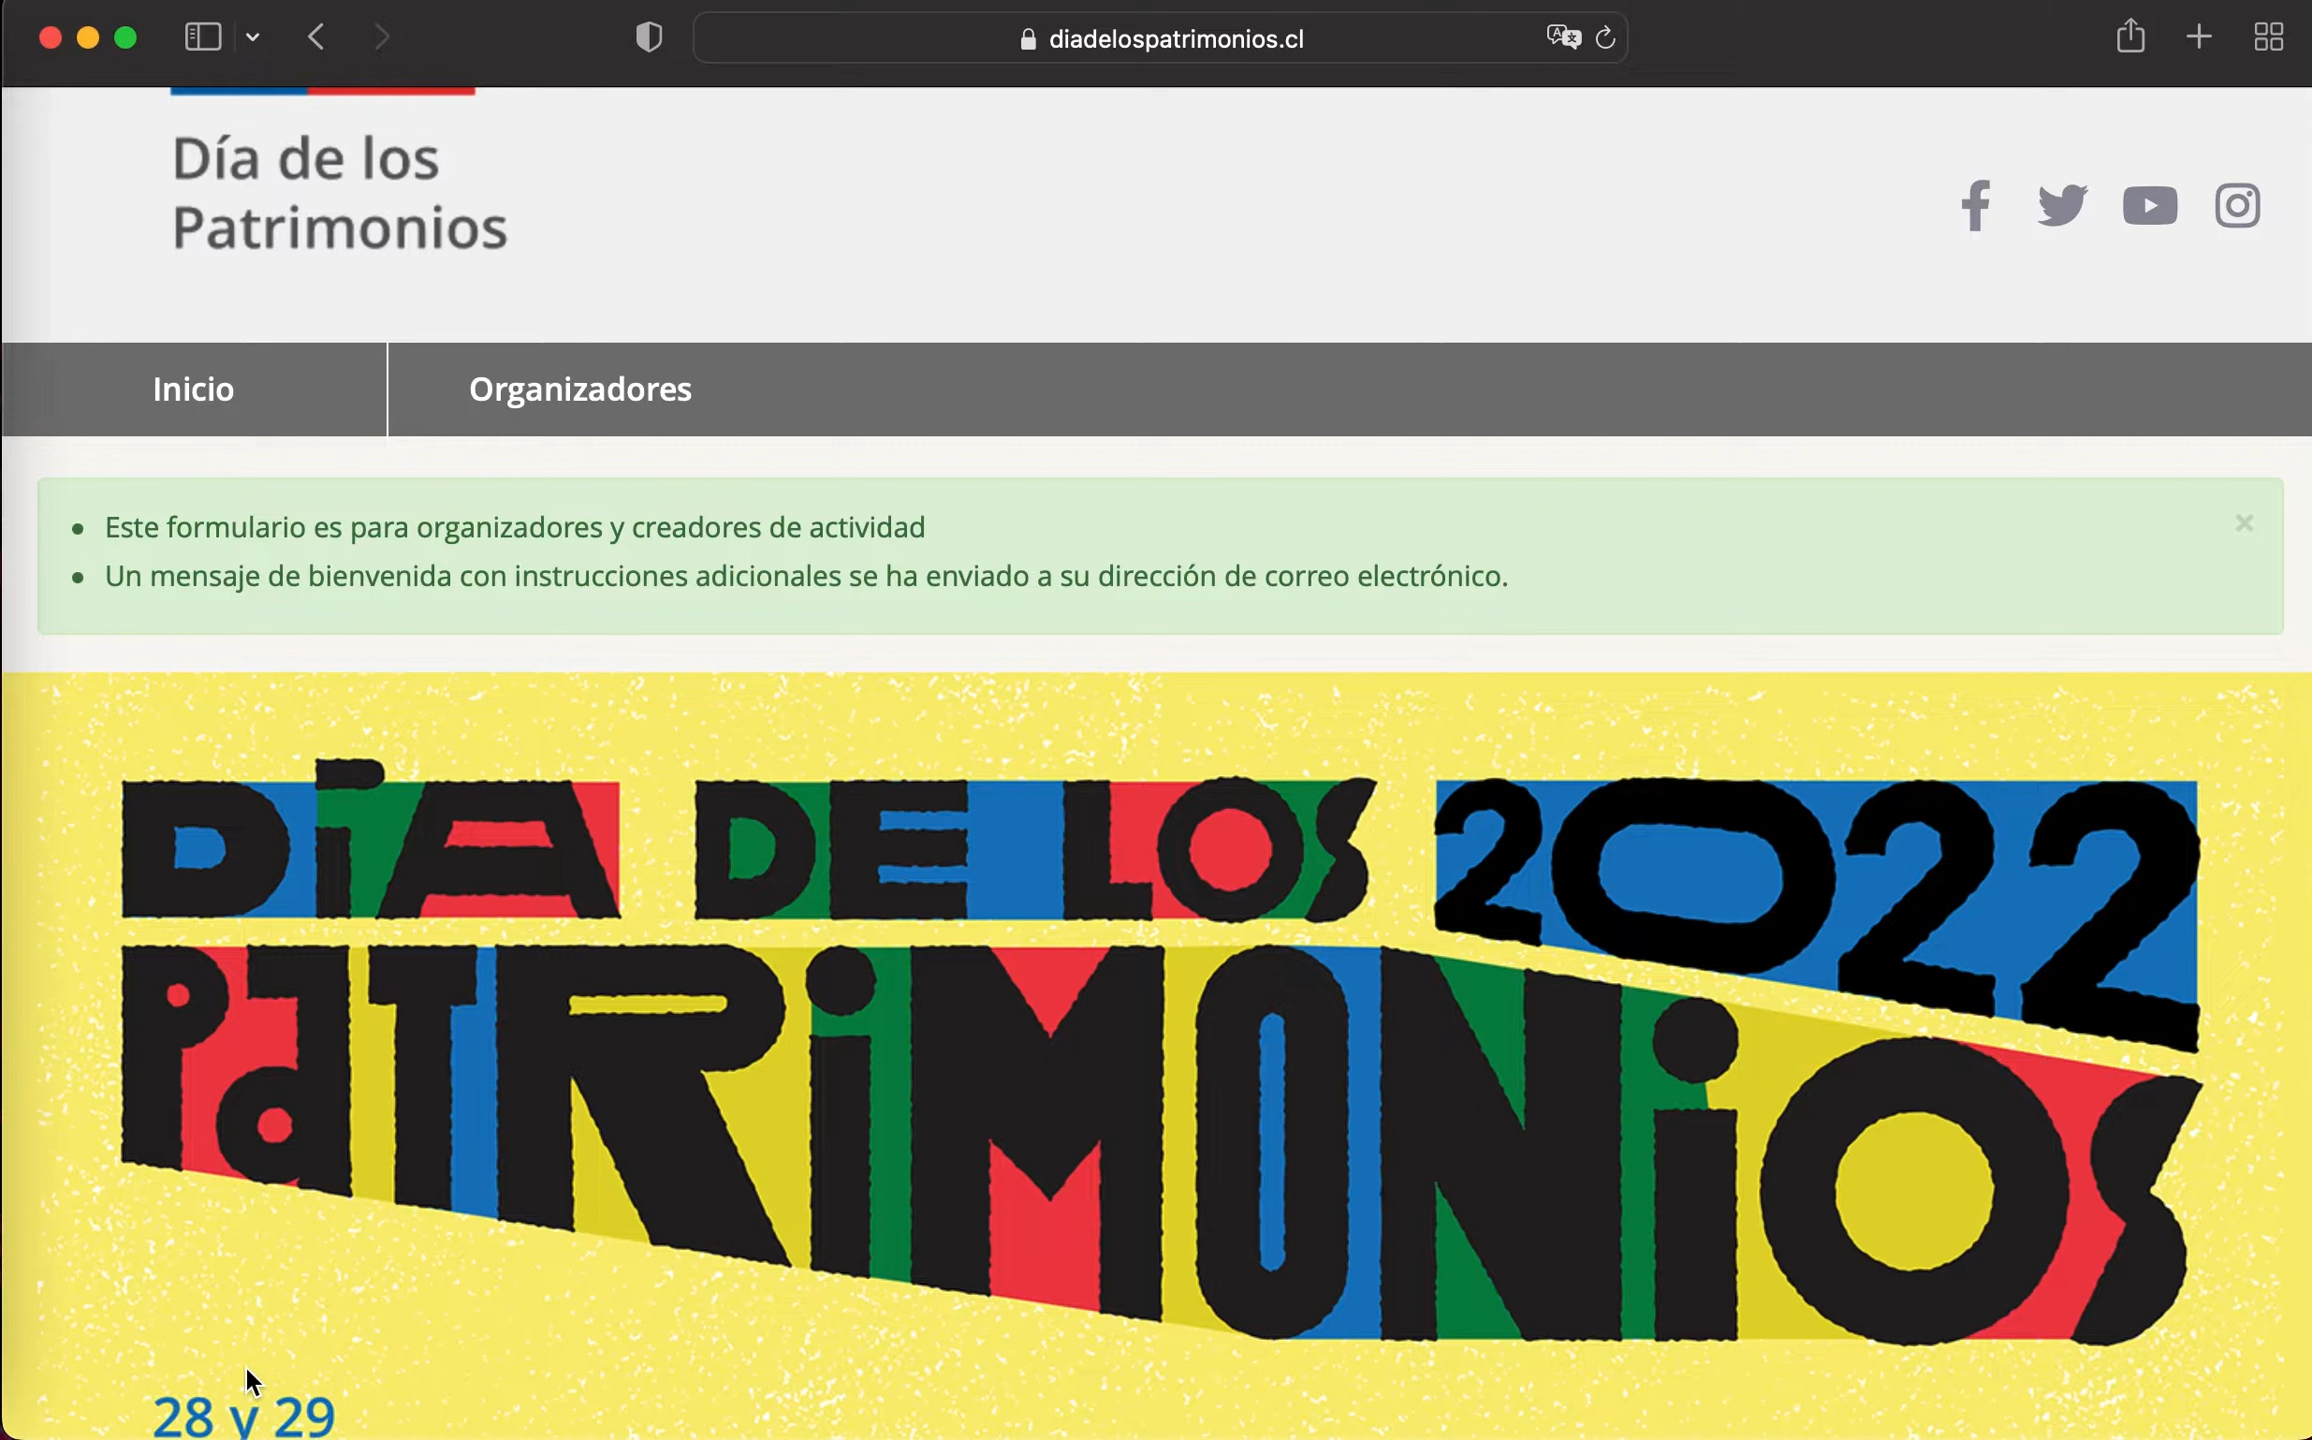 diadelospatrimonios.cl
Día de los
Patrimonios
Inicio
Organizadores
Este formulario es para organizadores y creadores de actividad
Un mensaje de bienvenida con instrucciones adicionales se ha enviado a su dirección de correo electrónico.
DíA DE LOS 2022
PaTRiMONiOS
28 y 29